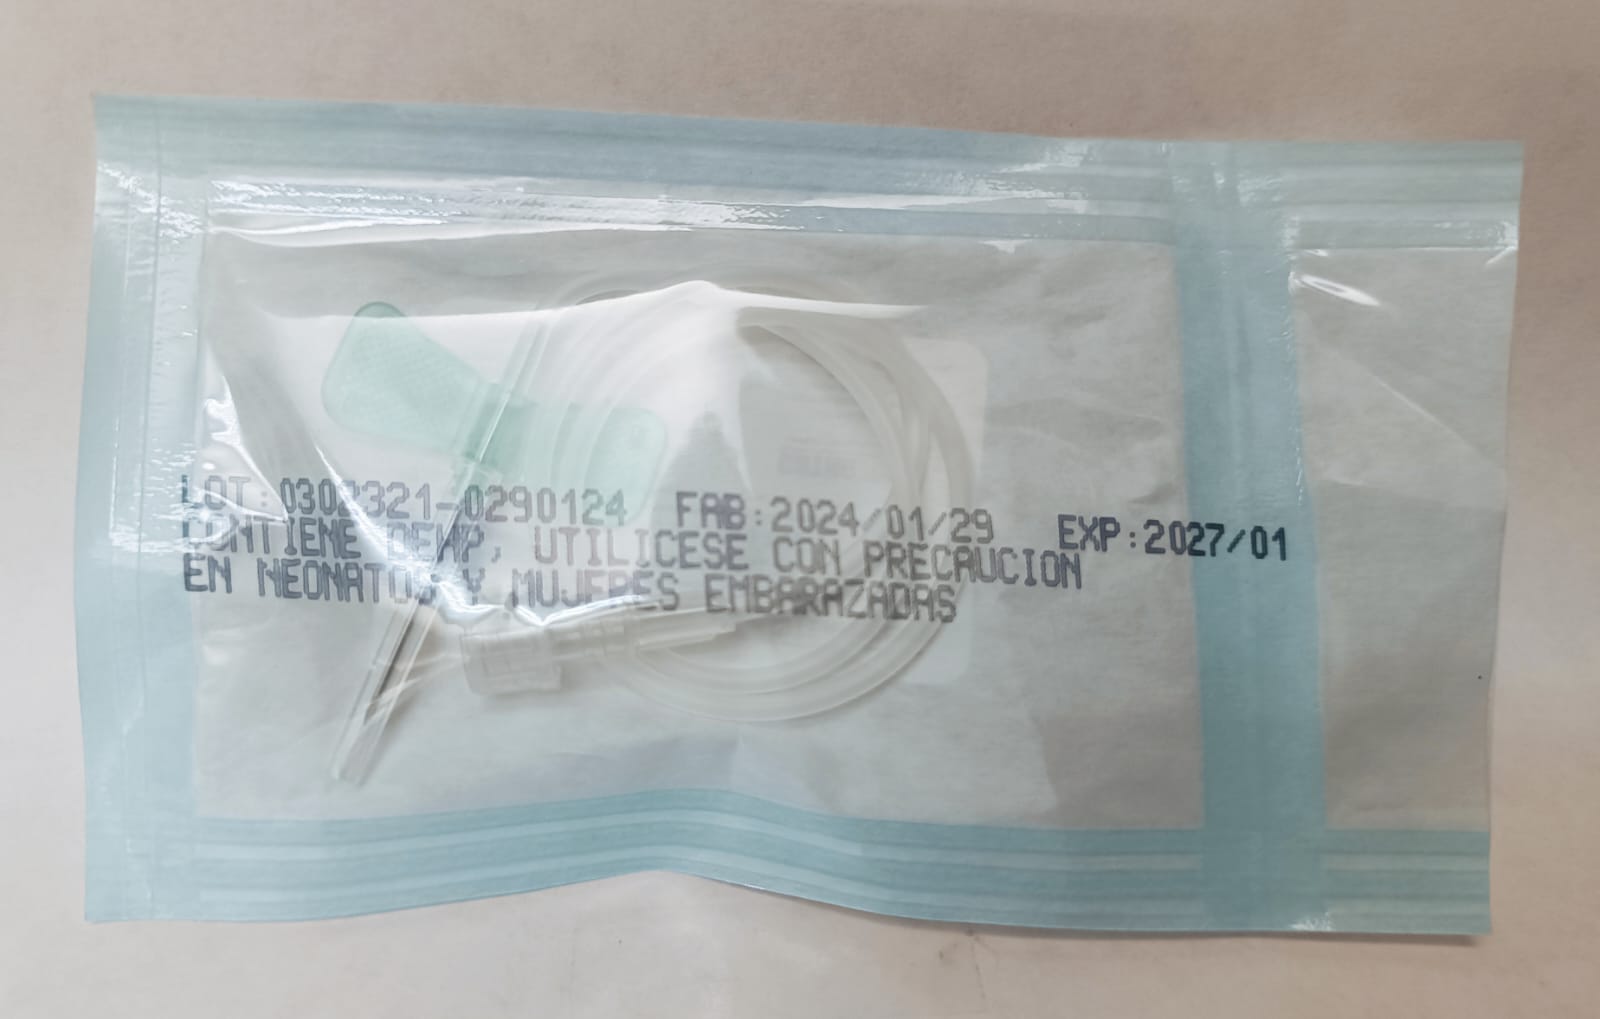 LOT:0302321-0290124 FAB:2024/01/29 EXP:2027/01
CONTIENE DEHP, UTILICESE CON PRECAUCION
EN NEONATOS Y MUJERES EMBARAZADAS